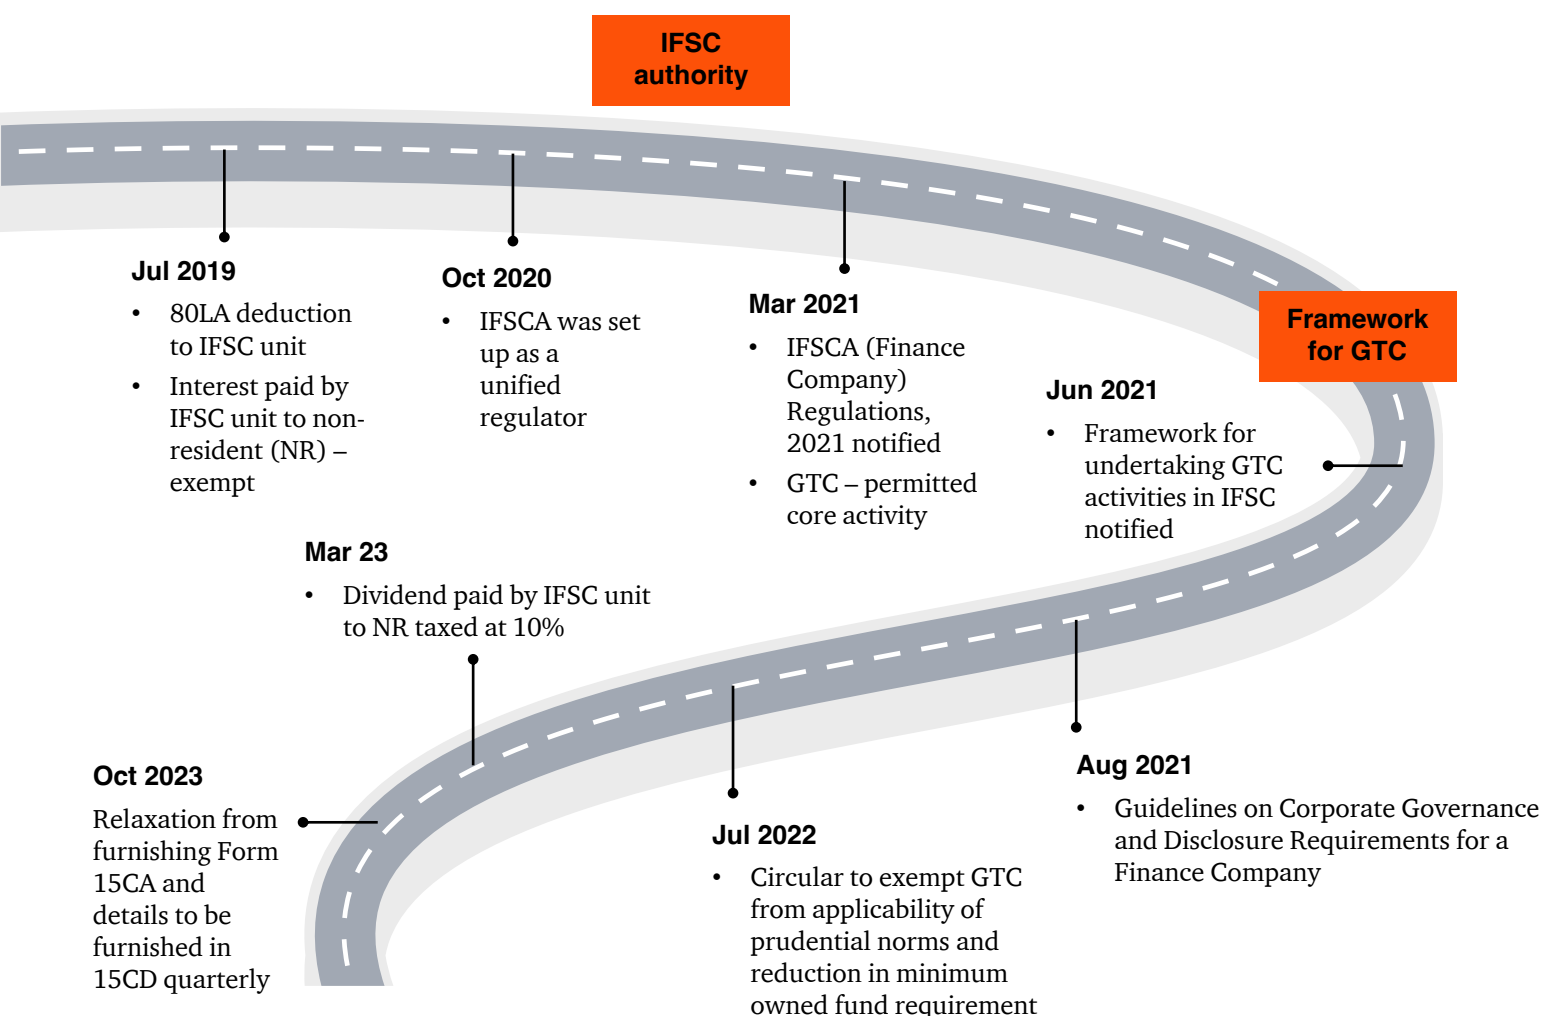 IFSC
authority
Jul 2019
• 80LA deduction
to IFSC unit
• Interest paid by
IFSC unit to non-
resident (NR) –
exempt
Oct 2020
• IFSCA was set
up as a
unified
regulator
Mar 2021
• IFSCA (Finance
Company)
Regulations,
2021 notified
• GTC – permitted
core activity
Framework
for GTC
Jun 2021
• Framework for
undertaking GTC
activities in IFSC
notified
Aug 2021
• Guidelines on Corporate Governance
and Disclosure Requirements for a
Finance Company
Jul 2022
• Circular to exempt GTC
from applicability of
prudential norms and
reduction in minimum
owned fund requirement
Mar 23
• Dividend paid by IFSC unit
to NR taxed at 10%
Oct 2023
Relaxation from
furnishing Form
15CA and
details to be
furnished in
15CD quarterly